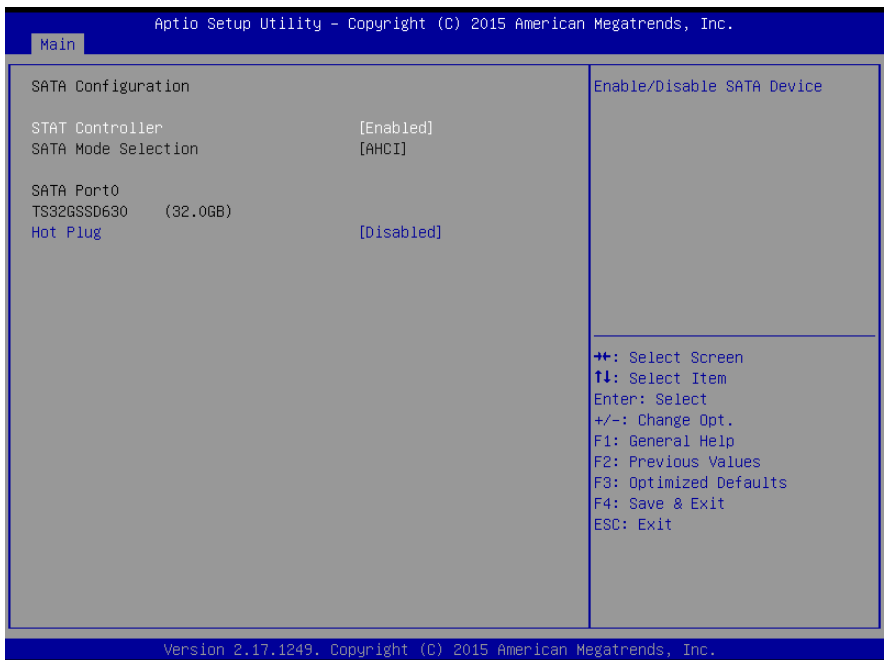 Aptio Setup Utility – Copyright (C) 2015 American Megatrends, Inc.
Main
SATA Configuration
STAT Controller [Enabled]
SATA Mode Selection [AHCI]
SATA Port0
TS32GSSD630 (32.0GB)
Hot Plug [Disabled]
Enable/Disable SATA Device
→←: Select Screen
↑↓: Select Item
Enter: Select
+/-: Change Opt.
F1: General Help
F2: Previous Values
F3: Optimized Defaults
F4: Save & Exit
ESC: Exit
Version 2.17.1249. Copyright (C) 2015 American Megatrends, Inc.